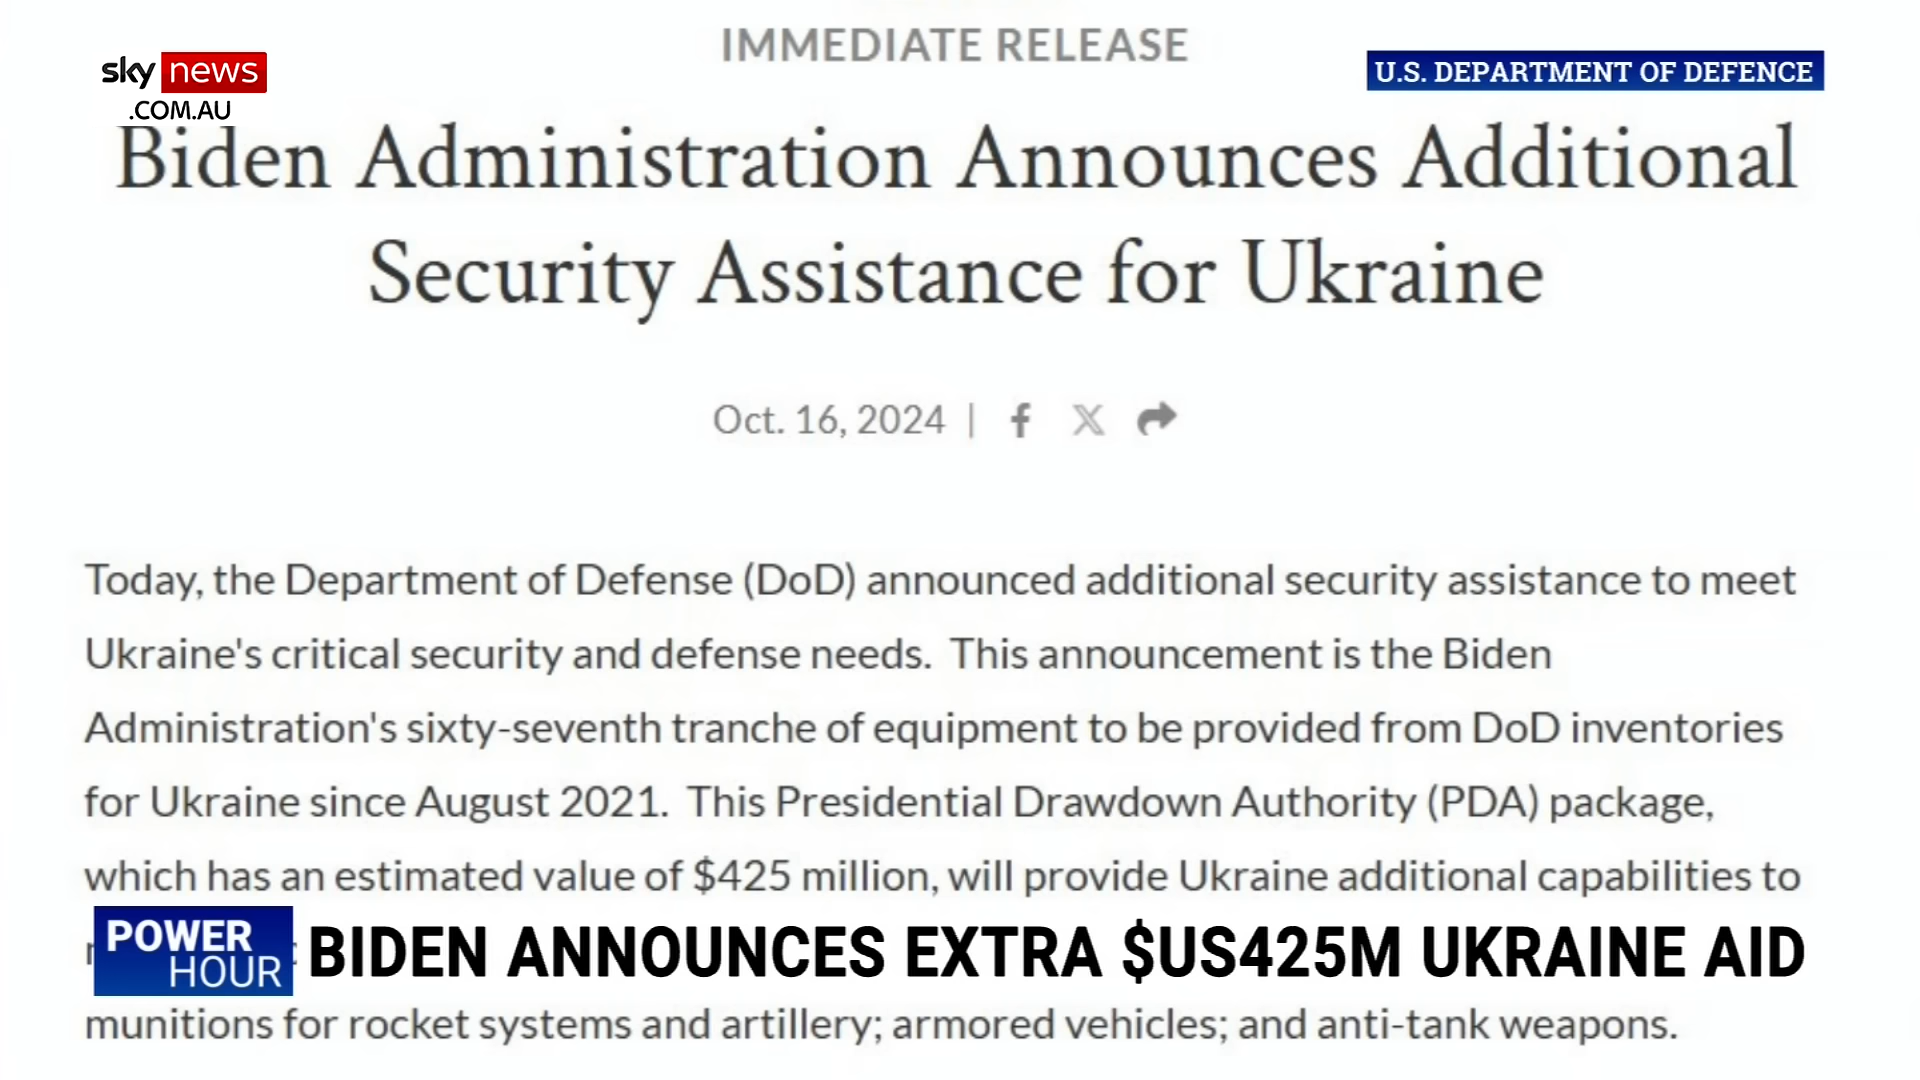 IMMEDIATE RELEASE
sky news
.COM.AU
U.S. DEPARTMENT OF DEFENCE
Biden Administration Announces Additional
Security Assistance for Ukraine
Oct. 16, 2024 |
Today, the Department of Defense (DoD) announced additional security assistance to meet
Ukraine's critical security and defense needs.  This announcement is the Biden
Administration's sixty-seventh tranche of equipment to be provided from DoD inventories
for Ukraine since August 2021.  This Presidential Drawdown Authority (PDA) package,
which has an estimated value of $425 million, will provide Ukraine additional capabilities to
POWER
HOUR
BIDEN ANNOUNCES EXTRA $US425M UKRAINE AID
munitions for rocket systems and artillery; armored vehicles; and anti-tank weapons.